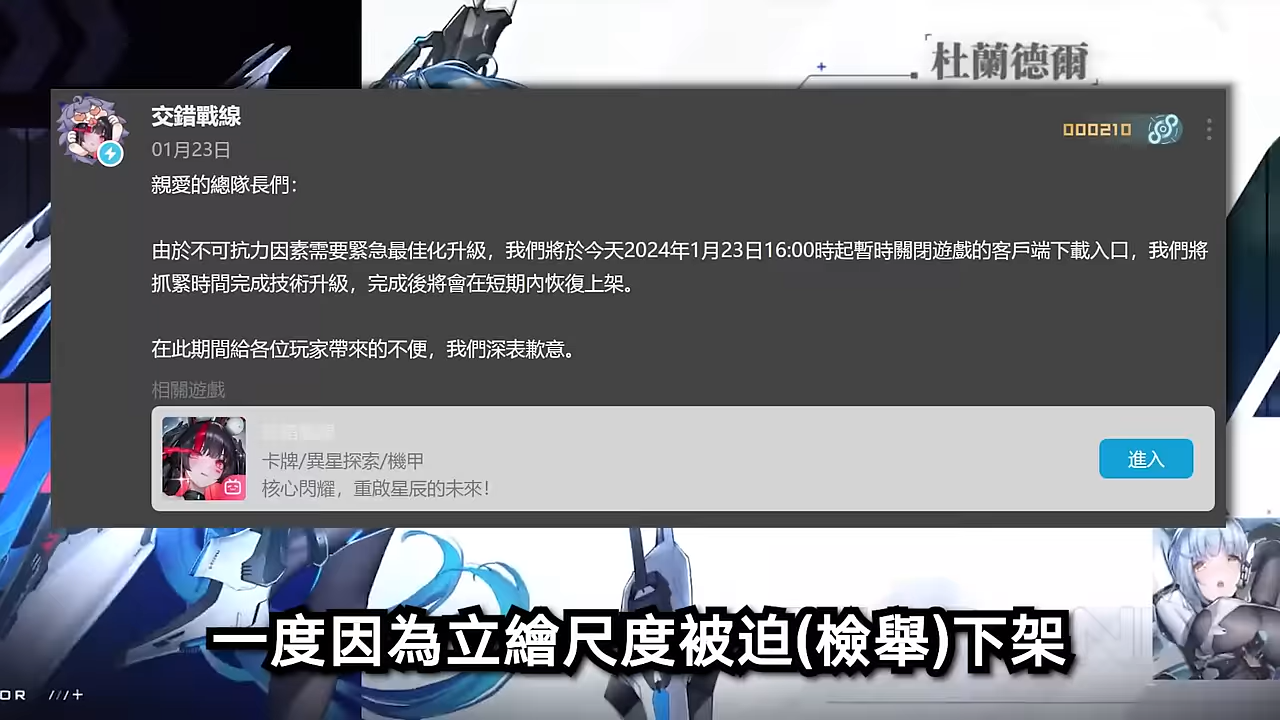 杜蘭德爾
交錯戰線
000210
01月23日
親愛的總隊長們：
由於不可抗力因素需要緊急最佳化升級，我們將於今天2024年1月23日16:00時起暫時關閉遊戲的客戶端下載入口，我們將
抓緊時間完成技術升級，完成後將會在短期內恢復上架。
在此期間給各位玩家帶來的不便，我們深表歉意。
相關遊戲
卡牌/異星探索/機甲
核心閃耀，重啟星辰的未來！
進入
一度因為立繪尺度被迫(檢舉)下架
OR ///+